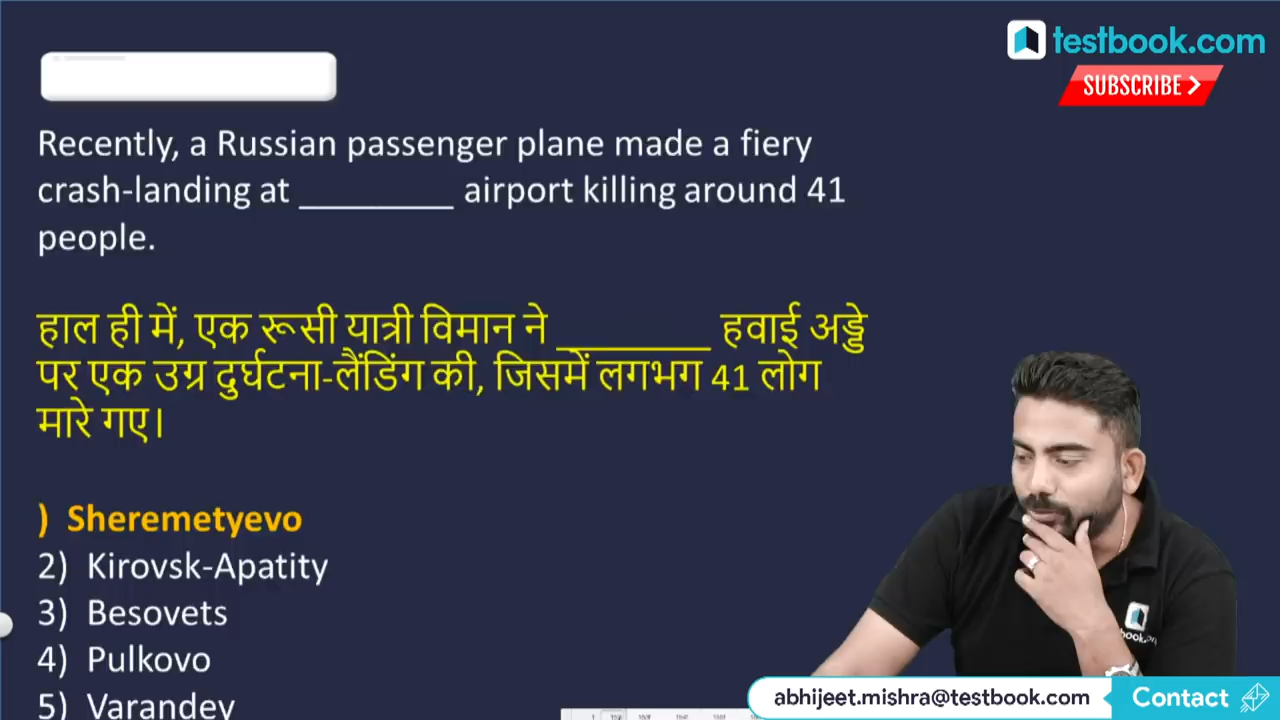 testbook.com
SUBSCRIBE
Recently, a Russian passenger plane made a fiery
crash-landing at ________ airport killing around 41
people.
हाल ही में, एक रूसी यात्री विमान ने ________ हवाई अड्डे
पर एक उग्र दुर्घटना-लैंडिंग की, जिसमें लगभग 41 लोग
मारे गए।
) Sheremetyevo
2) Kirovsk-Apatity
3) Besovets
4) Pulkovo
5) Varandey
abhijeet.mishra@testbook.com
Contact